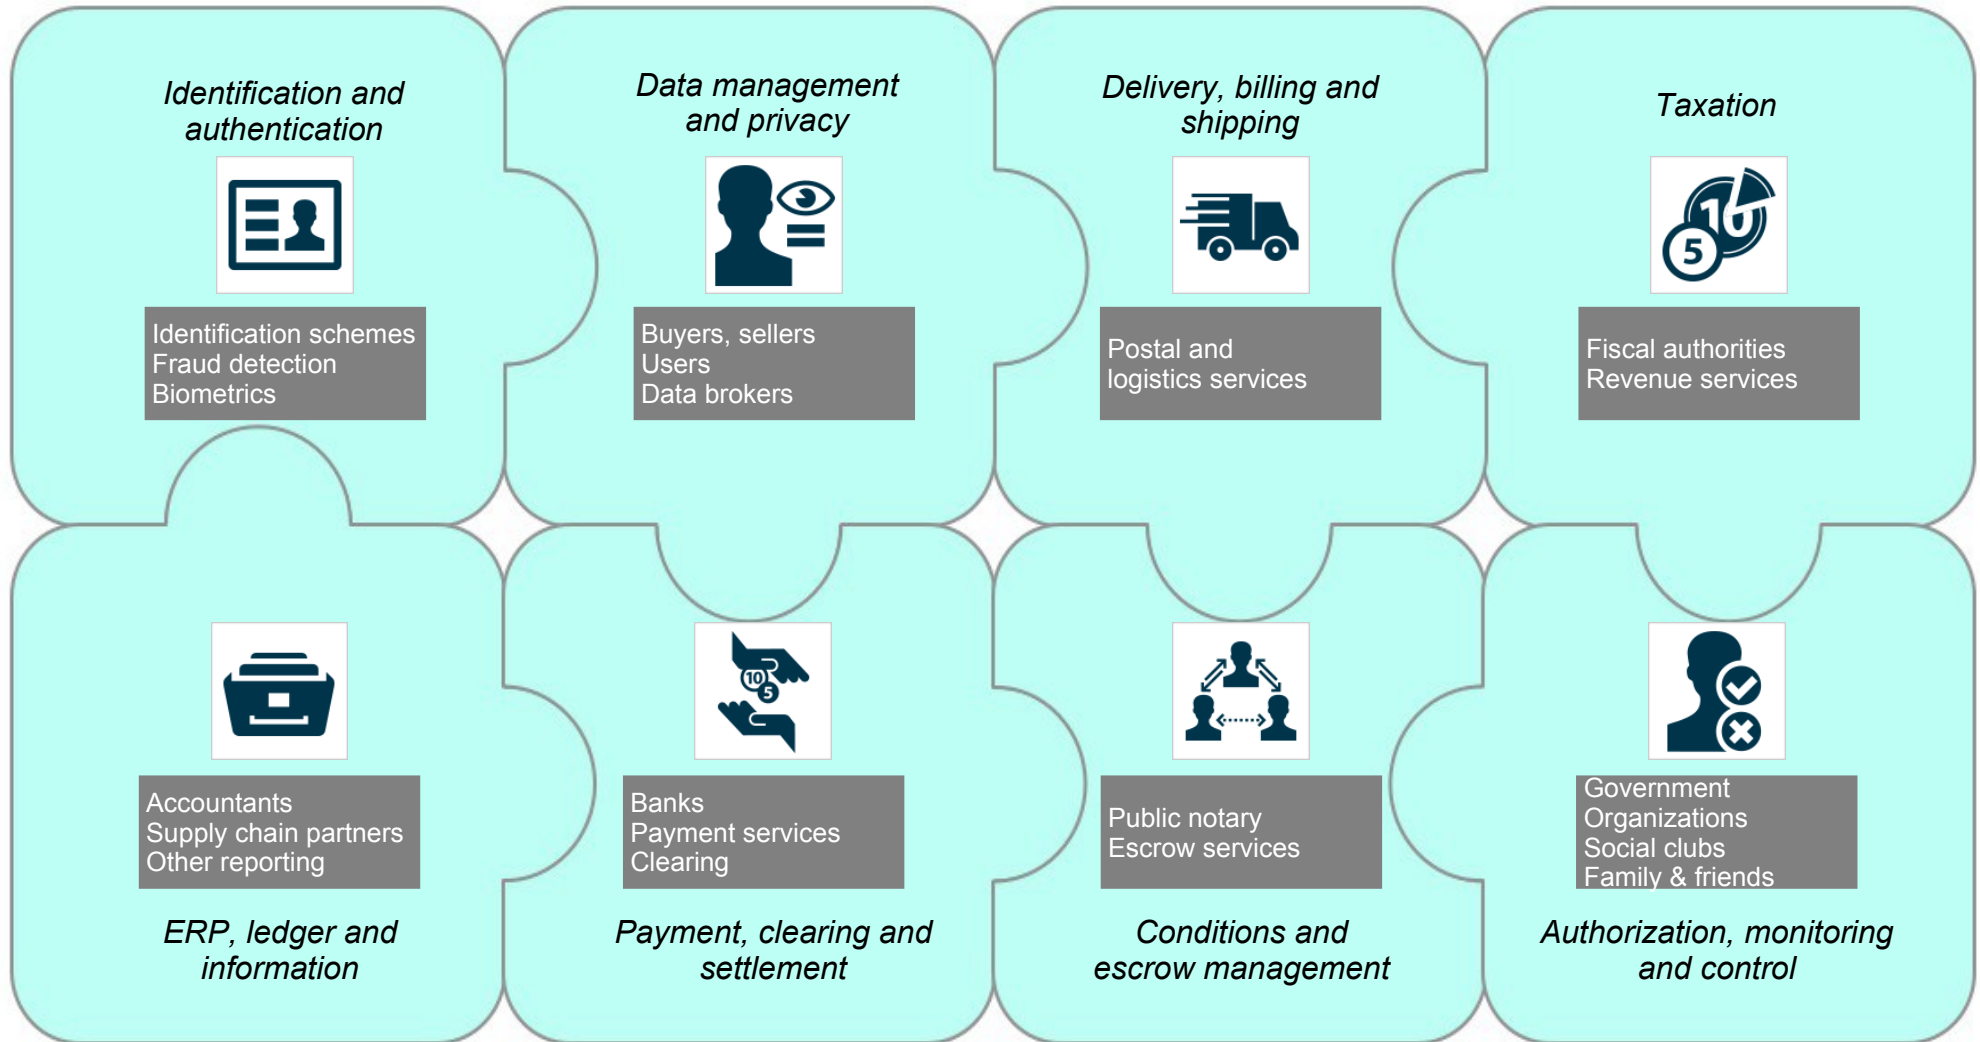 Identification and
authentication
Identification schemes
Fraud detection
Biometrics
Data management
and privacy
Buyers, sellers
Users
Data brokers
Delivery, billing and
shipping
Postal and
logistics services
Taxation
10
5
Fiscal authorities
Revenue services
Accountants
Supply chain partners
Other reporting
ERP, ledger and
information
10
5
Banks
Payment services
Clearing
Payment, clearing and
settlement
Public notary
Escrow services
Conditions and
escrow management
Government
Organizations
Social clubs
Family & friends
Authorization, monitoring
and control